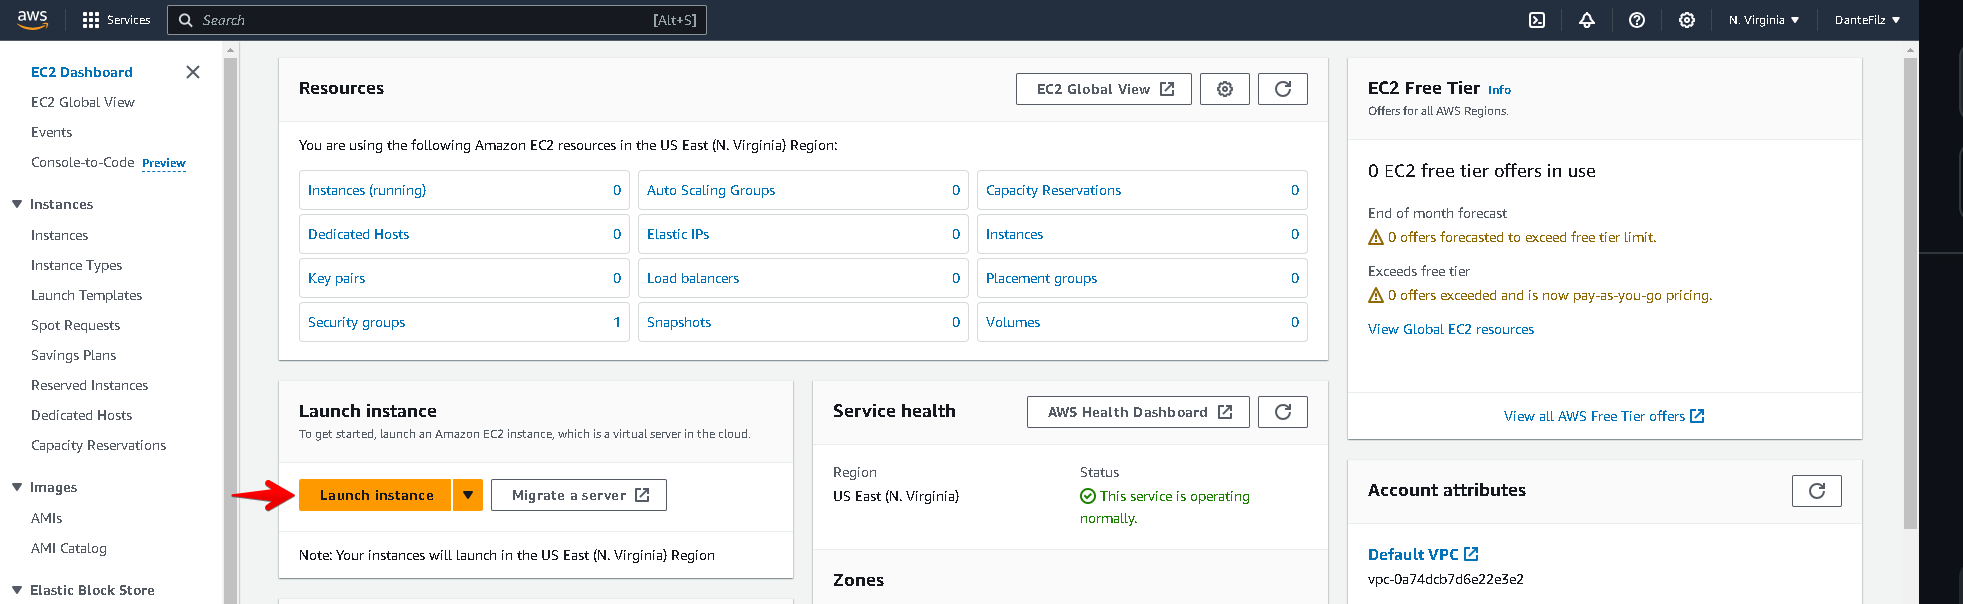 aws
Services
Search
[Alt+S]
N. Virginia
DanteFilz
EC2 Dashboard
EC2 Global View
Events
Console-to-Code Preview
Instances
Instances
Instance Types
Launch Templates
Spot Requests
Savings Plans
Reserved Instances
Dedicated Hosts
Capacity Reservations
Images
AMIs
AMI Catalog
Elastic Block Store
Resources
EC2 Global View
You are using the following Amazon EC2 resources in the US East (N. Virginia) Region:
Instances (running) 0
Auto Scaling Groups 0
Capacity Reservations 0
Dedicated Hosts 0
Elastic IPs 0
Instances 0
Key pairs 0
Load balancers 0
Placement groups 0
Security groups 1
Snapshots 0
Volumes 0
Launch instance
To get started, launch an Amazon EC2 instance, which is a virtual server in the cloud.
Launch instance
Migrate a server
Note: Your instances will launch in the US East (N. Virginia) Region
Service health
AWS Health Dashboard
Region
US East (N. Virginia)
Status
This service is operating
normally.
Zones
EC2 Free Tier Info
Offers for all AWS Regions.
0 EC2 free tier offers in use
End of month forecast
0 offers forecasted to exceed free tier limit.
Exceeds free tier
0 offers exceeded and is now pay-as-you-go pricing.
View Global EC2 resources
View all AWS Free Tier offers
Account attributes
Default VPC
vpc-0a74dcb7d6e22e3e2